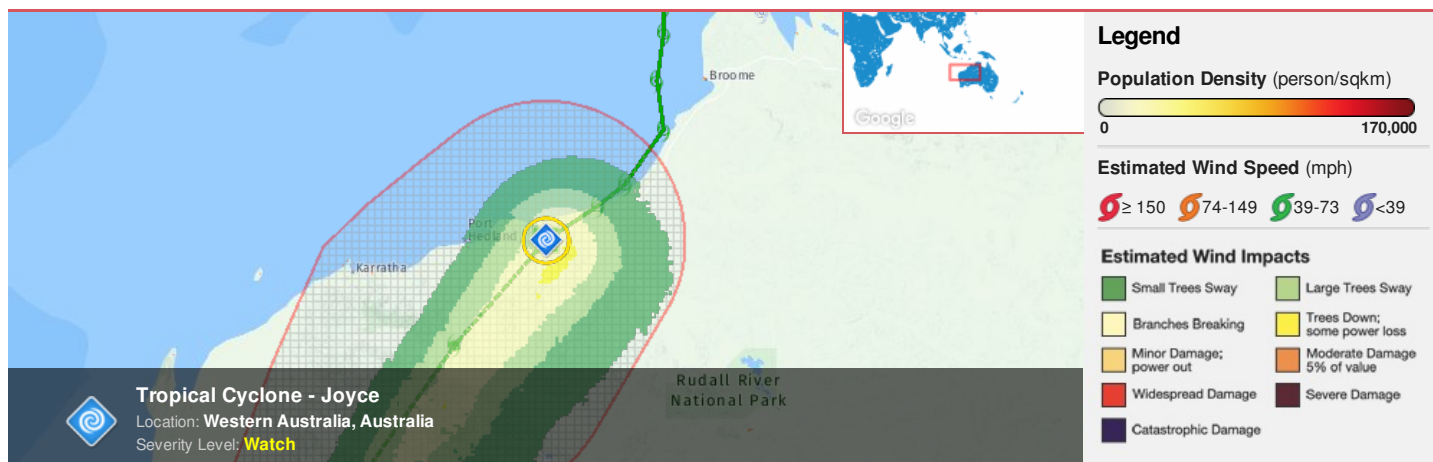 Broome
Port
Hedland
Karratha
Rudall River
National Park
Google
Tropical Cyclone - Joyce
Location: Western Australia, Australia
Severity Level: Watch
Legend
Population Density (person/sqkm)
0 170,000
Estimated Wind Speed (mph)
≥ 150 74-149 39-73 <39
Estimated Wind Impacts
Small Trees Sway Large Trees Sway
Branches Breaking Trees Down;
some power loss
Minor Damage;
power out
Moderate Damage
5% of value
Widespread Damage Severe Damage
Catastrophic Damage